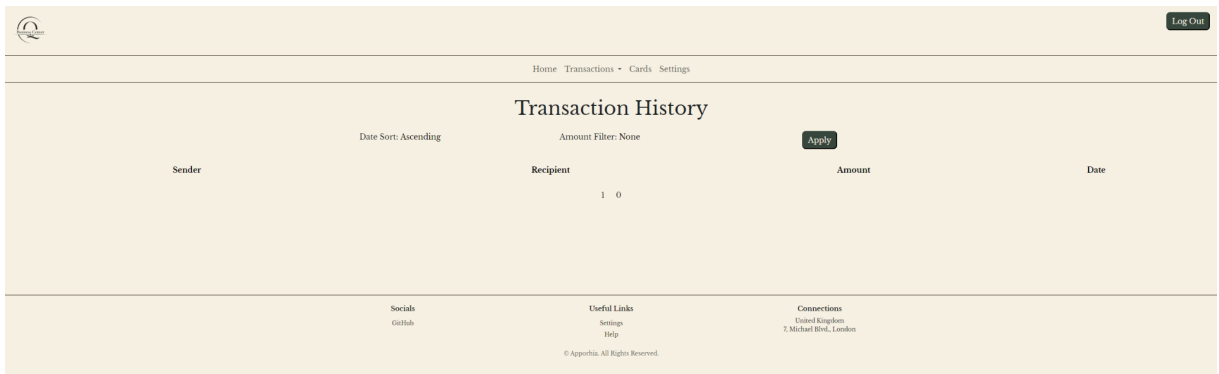 Log Out
Home Transactions Cards Settings
Transaction History
Date Sort: Ascending Amount Filter: None Apply
Sender Recipient Amount Date
1 0
Socials Useful Links Connections
GitHub Settings United Kingdom
Help 7, Michael Blvd., London
© Apporhia. All Rights Reserved.